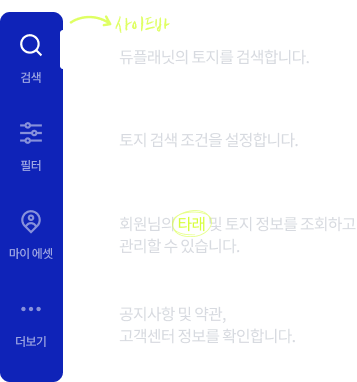 사이드바
검색
듀플래닛의 토지를 검색합니다.
필터
토지 검색 조건을 설정합니다.
마이 에셋
회원님의 타래 및 토지 정보를 조회하고
관리할 수 있습니다.
더보기
공지사항 및 약관,
고객센터 정보를 확인합니다.